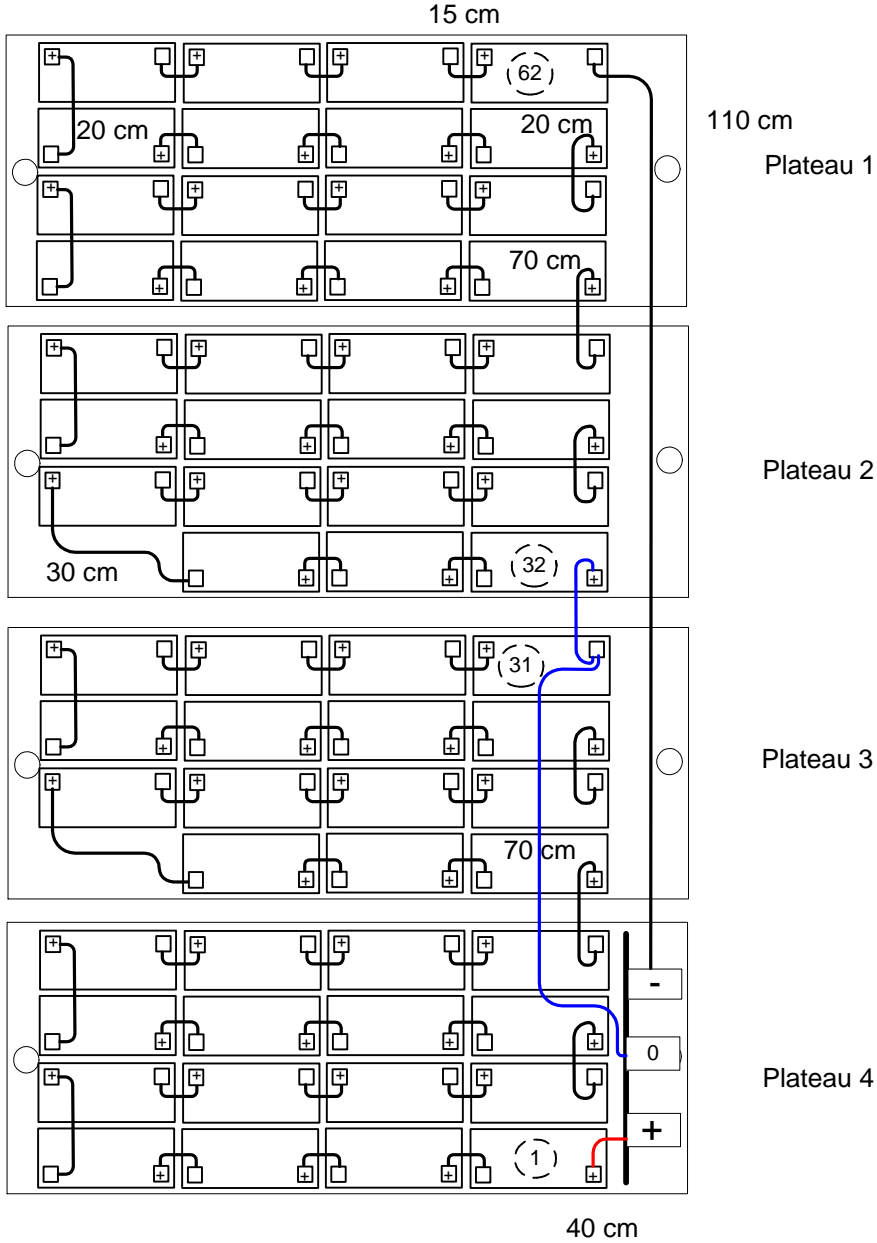 15 cm
+ + + + 62
20 cm 20 cm 110 cm
+ + + +
Plateau 1
+ + + +
70 cm
+ + + +
+ + + +
+ + + +
Plateau 2
+ + + +
30 cm + + 32 +
+ + + + 31
+ + + +
Plateau 3
+ + + +
70 cm
+ + +
+ + + +
-
+ + + +
0
Plateau 4
+ + + +
+
+ + + 1 +
40 cm